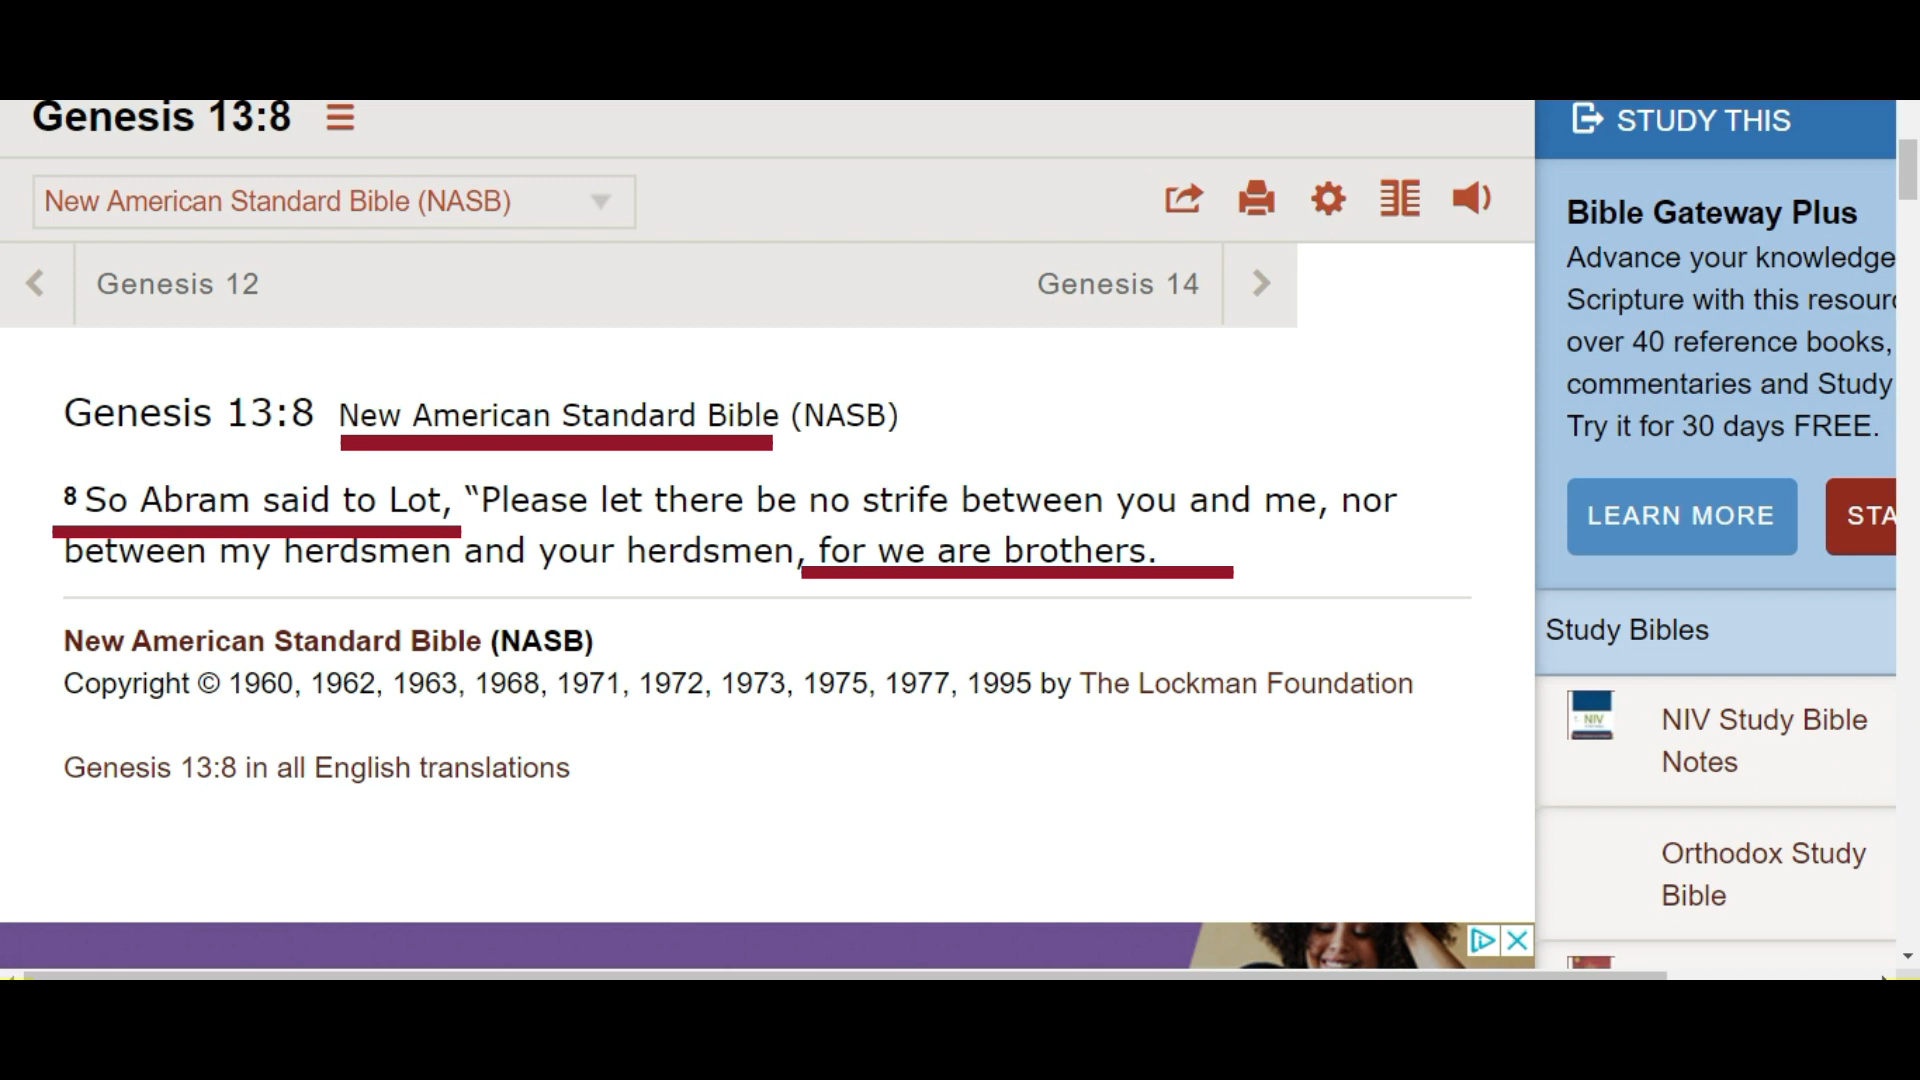 Genesis 13:8
New American Standard Bible (NASB)
Genesis 12
Genesis 14
Genesis 13:8 New American Standard Bible (NASB)
8 So Abram said to Lot, “Please let there be no strife between you and me, nor
between my herdsmen and your herdsmen, for we are brothers.
New American Standard Bible (NASB)
Copyright © 1960, 1962, 1963, 1968, 1971, 1972, 1973, 1975, 1977, 1995 by The Lockman Foundation
Genesis 13:8 in all English translations
STUDY THIS
Bible Gateway Plus
Advance your knowledge
Scripture with this
over 40 reference books,
commentaries and Study
Try it for 30 days FREE.
LEARN MORE
Study Bibles
NIV
NIV Study Bible
Notes
Orthodox Study
Bible